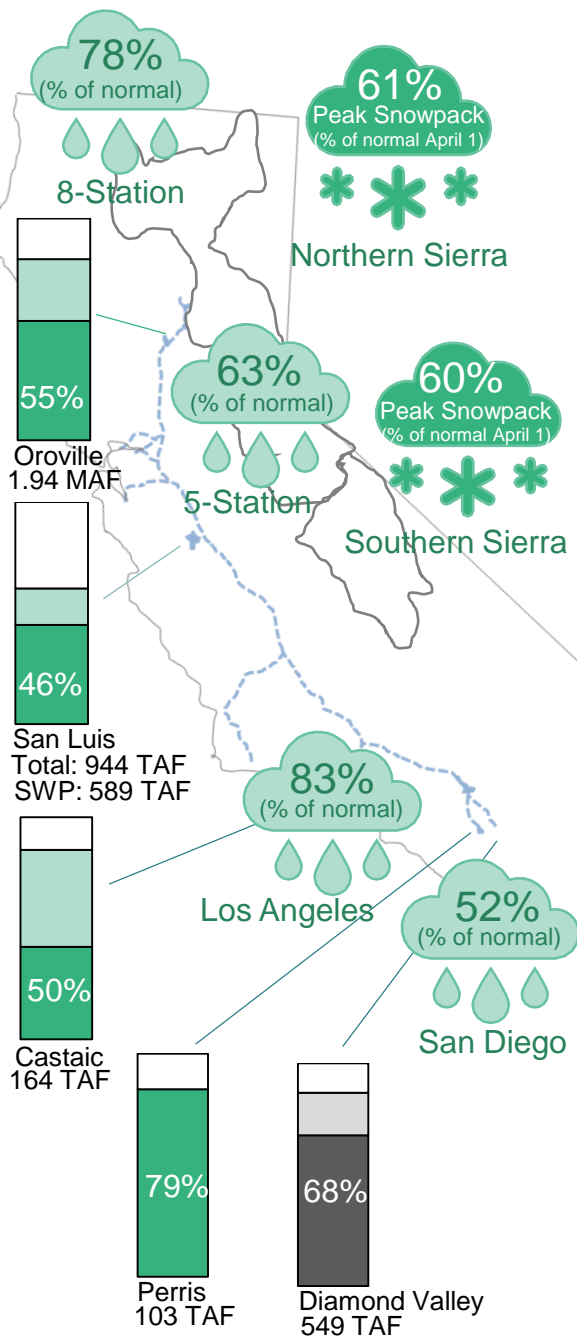 78%
(% of normal)
8-Station
61%
Peak Snowpack
(% of normal April 1)
Northern Sierra
55%
Oroville
1.94 MAF
63%
(% of normal)
5-Station
60%
Peak Snowpack
(% of normal April 1)
Southern Sierra
46%
San Luis
Total: 944 TAF
SWP: 589 TAF
83%
(% of normal)
Los Angeles
50%
Castaic
164 TAF
52%
(% of normal)
San Diego
79%
Perris
103 TAF
68%
Diamond Valley
549 TAF